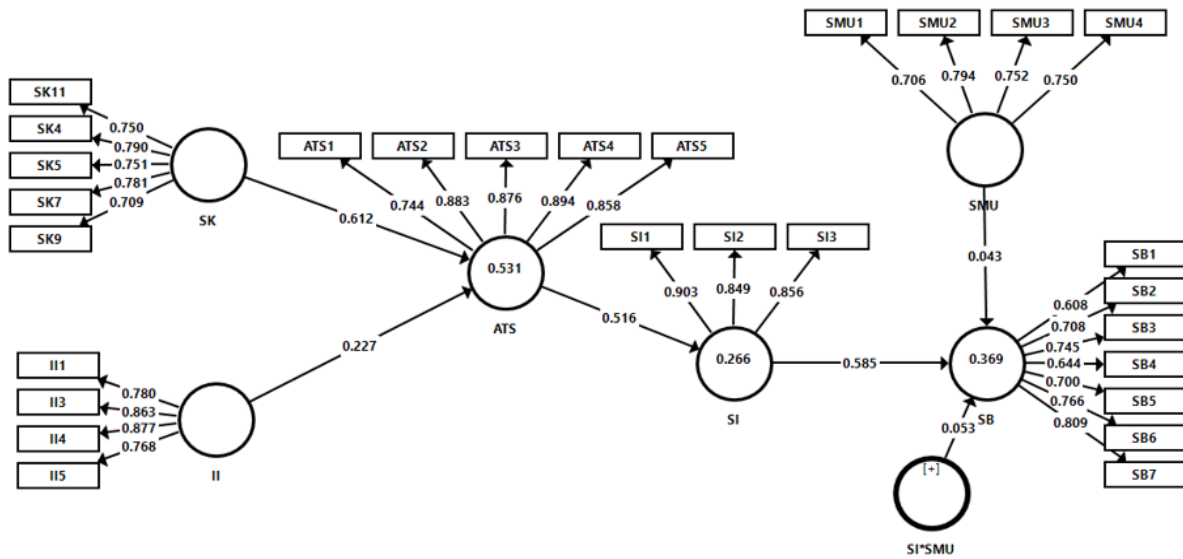 SMU1 SMU2 SMU3 SMU4
0.706 0.794 0.752 0.750
SMU
0.043
SK11
SK4
SK5
SK7
SK9
0.750
0.790
0.751
0.781
0.709
SK
0.612
ATS1 ATS2 ATS3 ATS4 ATS5
0.744 0.883 0.876 0.894 0.858
0.531
ATS
0.516
II1
II3
II4
II5
0.780
0.863
0.877
0.768
II
0.227
SI1 SI2 SI3
0.903 0.849 0.856
0.266
SI
0.585
0.369
SB
0.053
[+]
SI*SMU
0.608
0.708
0.745
0.644
0.700
0.766
0.809
SB1
SB2
SB3
SB4
SB5
SB6
SB7